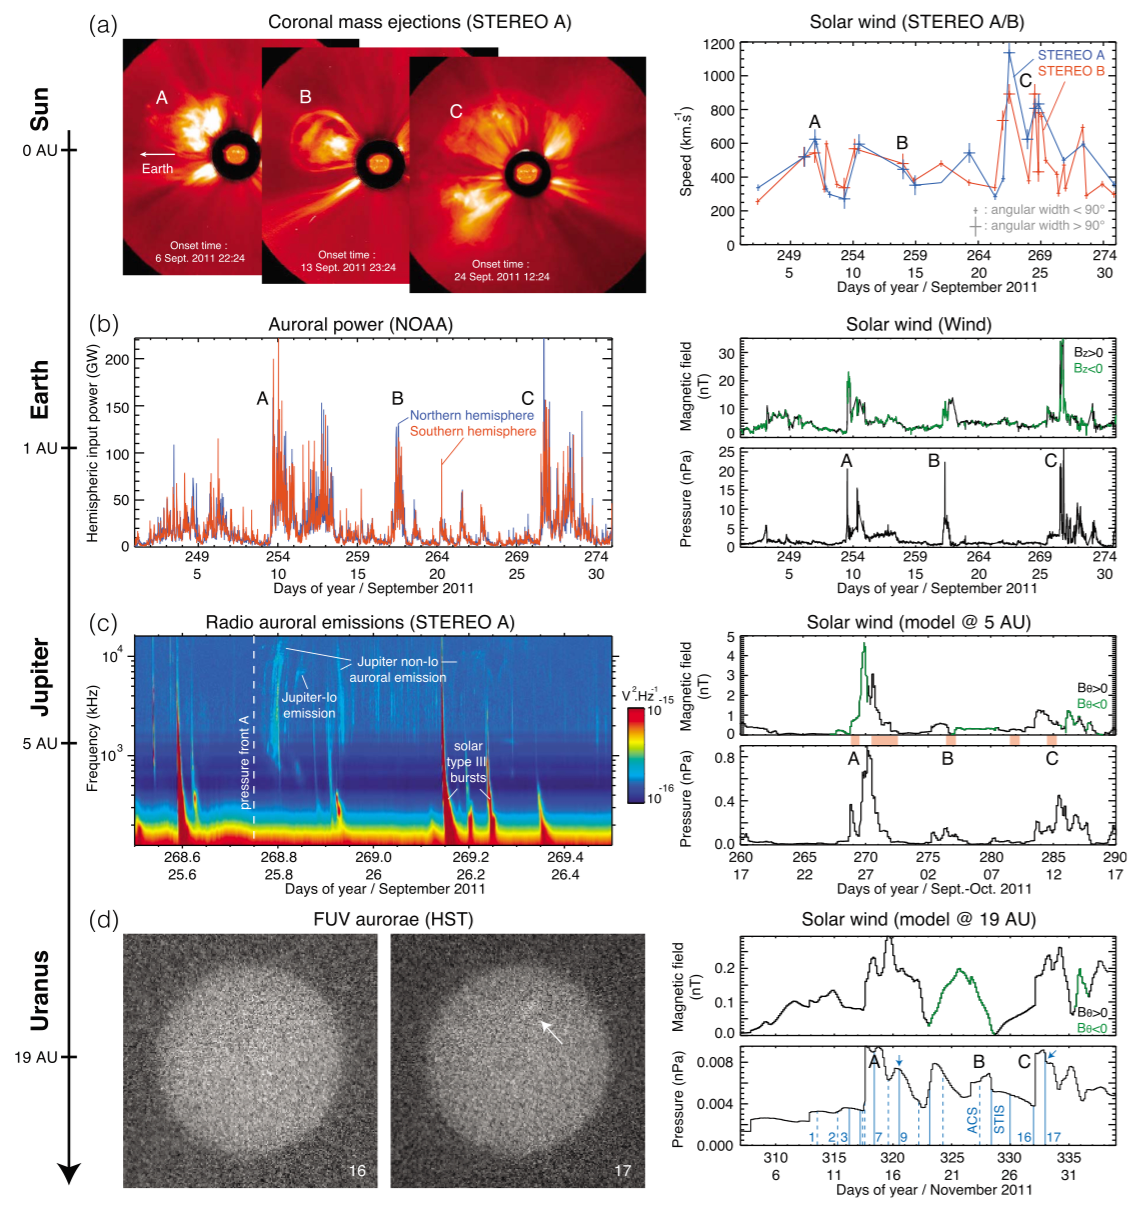 (a)
Coronal mass ejections (STEREO A)
Solar wind (STEREO A/B)
Sun
0 AU
A
Earth
Onset time :
6 Sept. 2011 22:24
B
Onset time :
13 Sept. 2011 23:24
C
Onset time :
24 Sept. 2011 12:24
Speed (km.s⁻¹)
1200
1000
800
600
400
200
0
STEREO A
STEREO B
A
B
C
: angular width < 90°
: angular width > 90°
249 254 259 264 269 274
5 10 15 20 25 30
Days of year / September 2011
(b)
Auroral power (NOAA)
Solar wind (Wind)
Earth
1 AU
Hemispheric input power (GW)
200
150
100
50
0
A
B
C
Northern hemisphere
Southern hemisphere
249 254 259 264 269 274
5 10 15 20 25 30
Days of year / September 2011
Magnetic field
(nT)
30
20
10
0
Bz>0
Bz<0
Pressure (nPa)
25
20
15
10
5
0
A
B
C
249 254 259 264 269 274
5 10 15 20 25 30
Days of year / September 2011
(c)
Radio auroral emissions (STEREO A)
Solar wind (model @ 5 AU)
Jupiter
5 AU
Frequency (kHz)
10⁴
10³
pressure front A
Jupiter non-Io
auroral emission
Jupiter-Io
emission
solar
type III
bursts
V².Hz⁻¹
10⁻¹⁵
10⁻¹⁶
268.6 268.8 269.0 269.2 269.4
25.6 25.8 26.0 26.2 26.4
Days of year / September 2011
Magnetic field
(nT)
5
4
3
2
1
0
Bθ>0
Bθ<0
Pressure (nPa)
0.8
0.4
0.0
A
B
C
260 265 270 275 280 285 290
17 22 27 02 07 12 17
Days of year / Sept.-Oct. 2011
(d)
FUV aurorae (HST)
Solar wind (model @ 19 AU)
Uranus
19 AU
16
17
Magnetic field
(nT)
0.2
0.1
0.0
Bθ>0
Bθ<0
Pressure (nPa)
0.008
0.004
0.000
A
B
C
1 2 3 7 9 ACS STIS 16 17
310 315 320 325 330 335
6 11 16 21 26 31
Days of year / November 2011